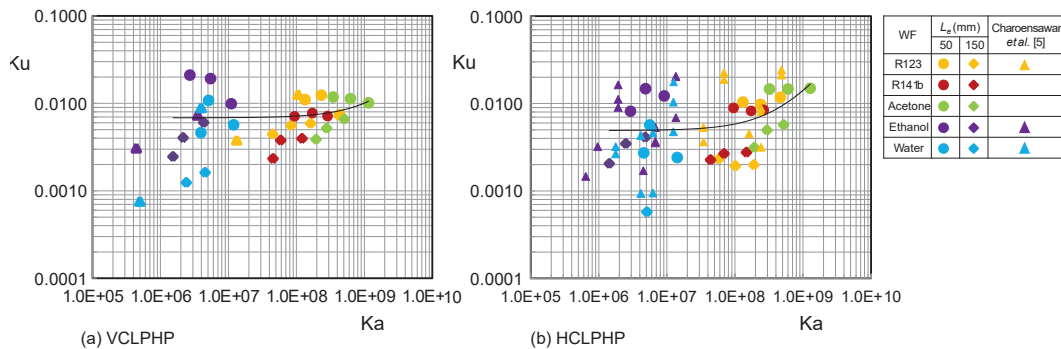 0.1000
0.0100
0.0010
0.0001
Ku
1.0E+05 1.0E+06 1.0E+07 1.0E+08 1.0E+09 1.0E+10
Ka
(a) VCLPHP
0.1000
0.0100
0.0010
0.0001
Ku
1.0E+05 1.0E+06 1.0E+07 1.0E+08 1.0E+09 1.0E+10
Ka
(b) HCLPHP
WF Le (mm) Charoensawan
50 150 et al. [5]
R123
R141b
Acetone
Ethanol
Water